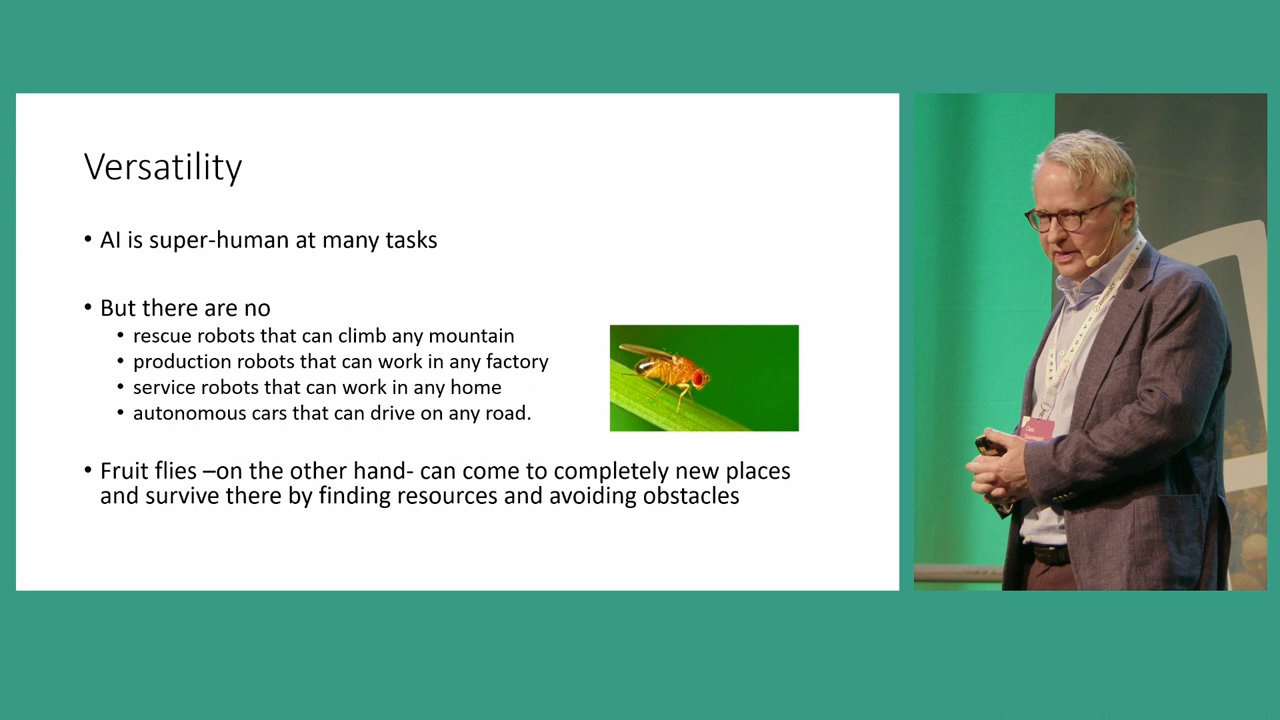 Versatility
• AI is super-human at many tasks
• But there are no
• rescue robots that can climb any mountain
• production robots that can work in any factory
• service robots that can work in any home
• autonomous cars that can drive on any road.
• Fruit flies –on the other hand- can come to completely new places
and survive there by finding resources and avoiding obstacles